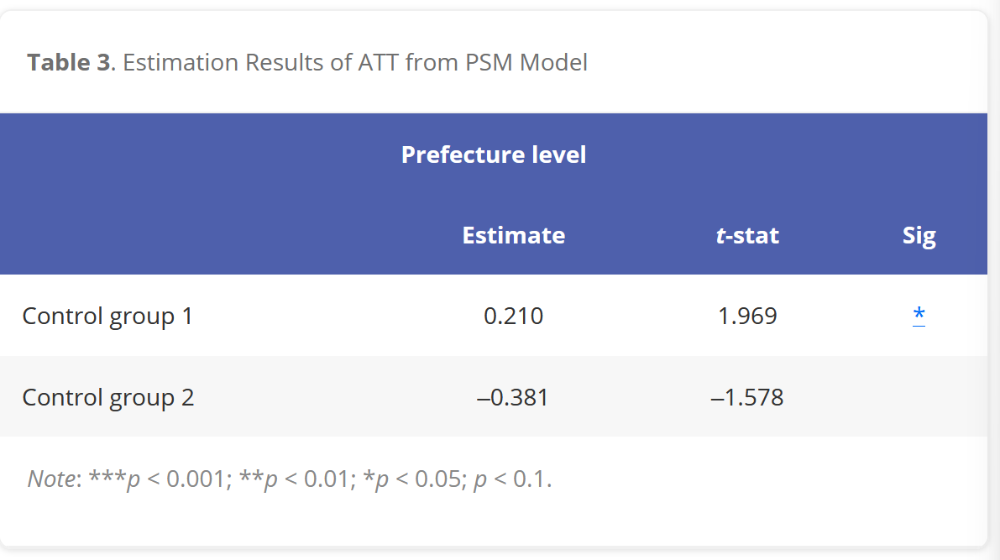 Table 3. Estimation Results of ATT from PSM Model
Prefecture level
Estimate t-stat Sig
Control group 1 0.210 1.969 *
Control group 2 –0.381 –1.578
Note: ***p < 0.001; **p < 0.01; *p < 0.05; p < 0.1.